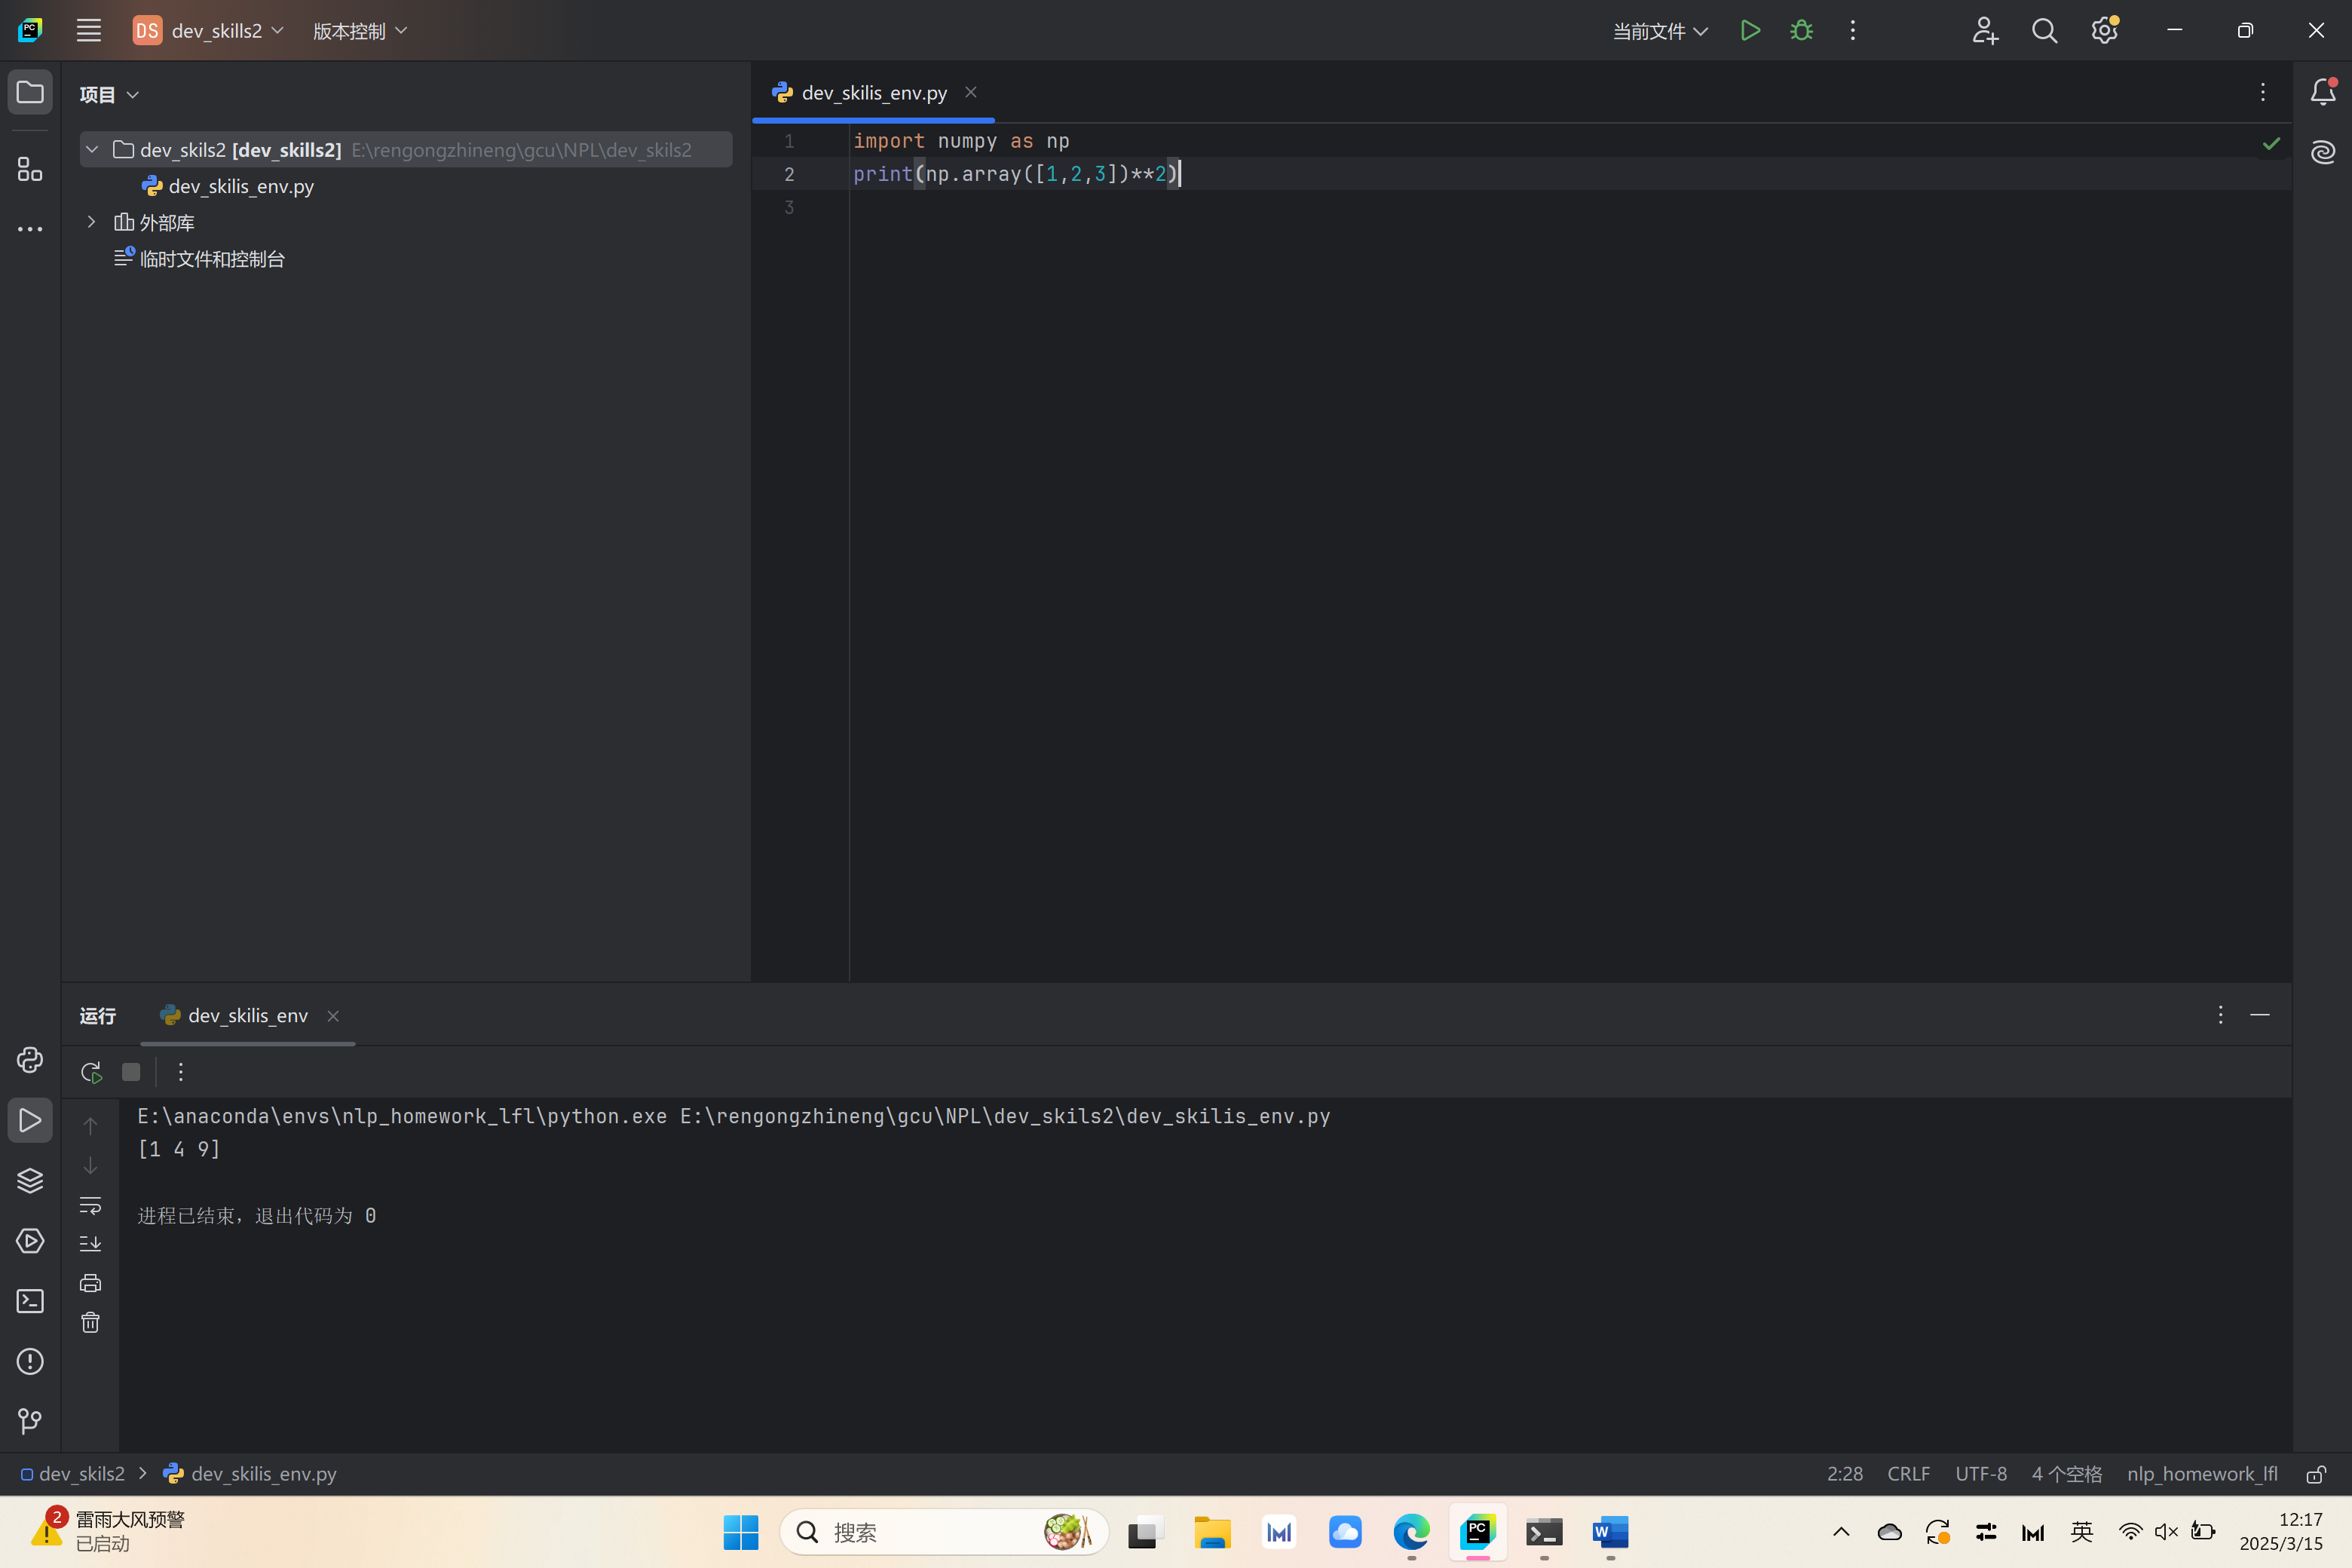 PC
DS dev_skills2 版本控制 当前文件
项目
dev_skils2 [dev_skills2] E:\rengongzhineng\gcu\NPL\dev_skils2
dev_skilis_env.py
外部库
临时文件和控制台
dev_skilis_env.py
1 import numpy as np
2 print(np.array([1,2,3])**2)
3
运行 dev_skilis_env
E:\anaconda\envs\nlp_homework_lfl\python.exe E:\rengongzhineng\gcu\NPL\dev_skils2\dev_skilis_env.py
[1 4 9]
进程已结束，退出代码为 0
dev_skils2 dev_skilis_env.py 2:28 CRLF UTF-8 4 个空格 nlp_homework_lfl
2 雷雨大风预警
已启动
搜索
PC
W
英
12:17
2025/3/15